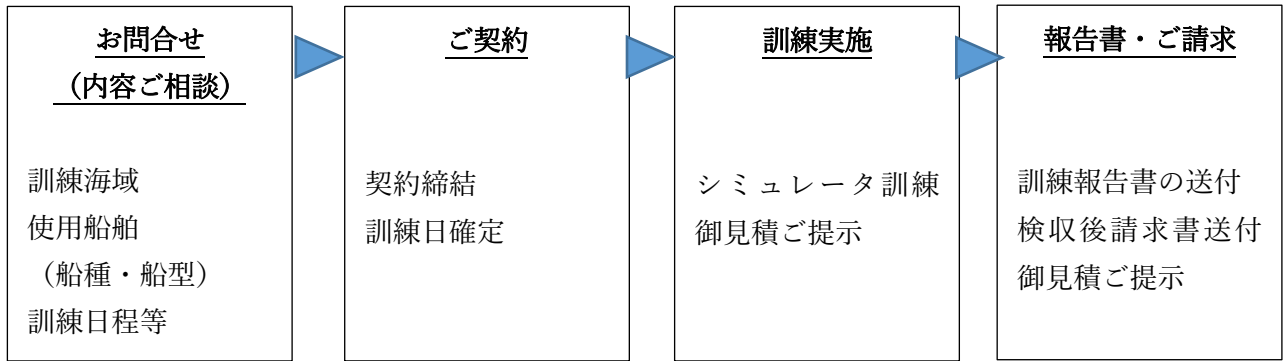 お問合せ
（内容ご相談）
訓練海域
使用船舶
（船種・船型）
訓練日程等
ご契約
契約締結
訓練日確定
訓練実施
シミュレータ訓練
御見積ご提示
報告書・ご請求
訓練報告書の送付
検収後請求書送付
御見積ご提示